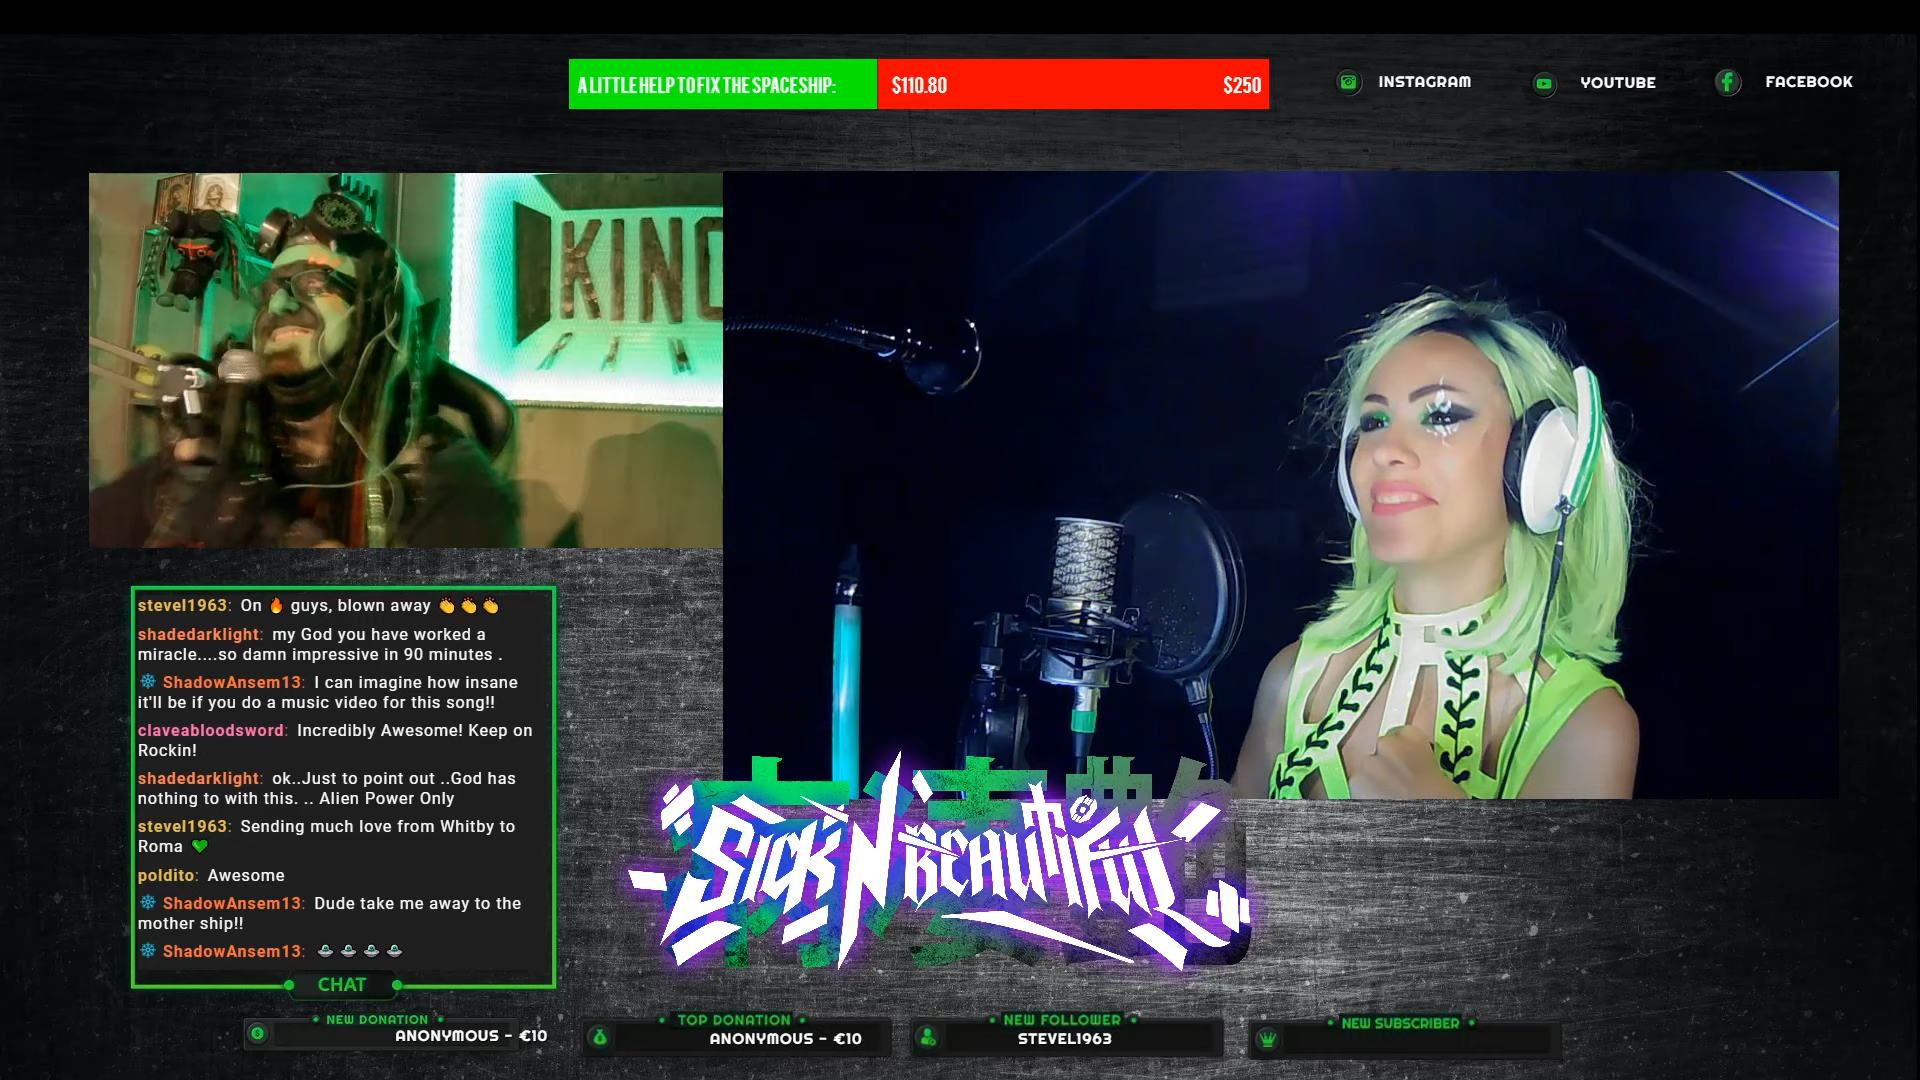 A LITTLE HELP TO FIX THE SPACESHIP:
$110.80
$250
INSTAGRAM
YOUTUBE
FACEBOOK
KING
stevel1963: On 🔥 guys, blown away 👏 👏 👏
shadedarklight: my God you have worked a
miracle....so damn impressive in 90 minutes .
ShadowAnsem13: I can imagine how insane
it'll be if you do a music video for this song!!
claveabloodsword: Incredibly Awesome! Keep on
Rockin!
shadedarklight: ok..Just to point out ..God has
nothing to with this. .. Alien Power Only
stevel1963: Sending much love from Whitby to
Roma 💚
poldito: Awesome
ShadowAnsem13: Dude take me away to the
mother ship!!
ShadowAnsem13: 🛸 🛸 🛸 🛸
CHAT
SICK N BEAUTIFUL
NEW DONATION
ANONYMOUS - €10
TOP DONATION
ANONYMOUS - €10
NEW FOLLOWER
STEVEL1963
NEW SUBSCRIBER